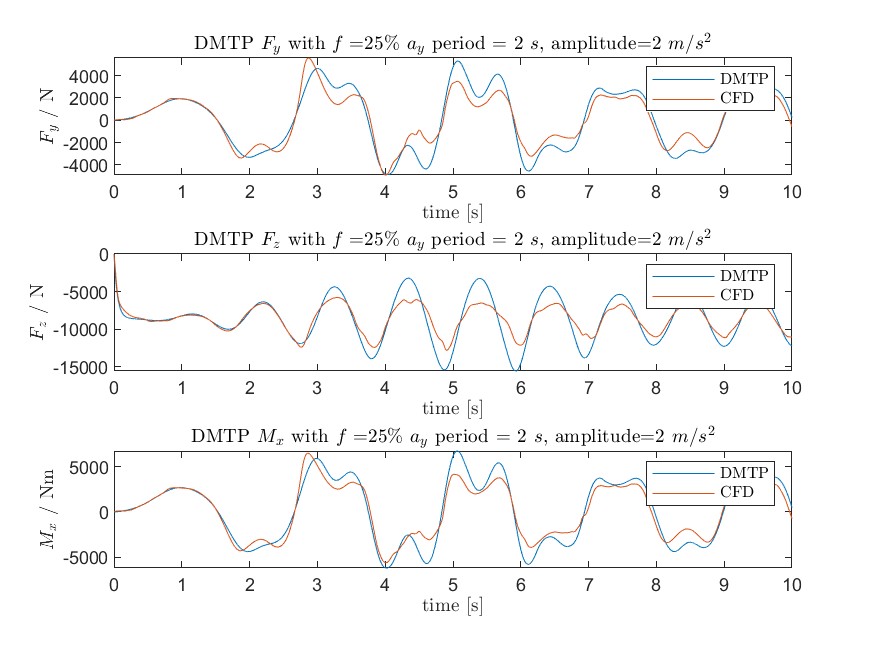 DMTP F_y with f =25% a_y period = 2 s, amplitude=2 m/s^2
F_y / N
4000
2000
0
-2000
-4000
DMTP
CFD
0 1 2 3 4 5 6 7 8 9 10
time [s]
DMTP F_z with f =25% a_y period = 2 s, amplitude=2 m/s^2
F_z / N
0
-5000
-10000
-15000
DMTP
CFD
0 1 2 3 4 5 6 7 8 9 10
time [s]
DMTP M_x with f =25% a_y period = 2 s, amplitude=2 m/s^2
M_x / Nm
5000
0
-5000
DMTP
CFD
0 1 2 3 4 5 6 7 8 9 10
time [s]